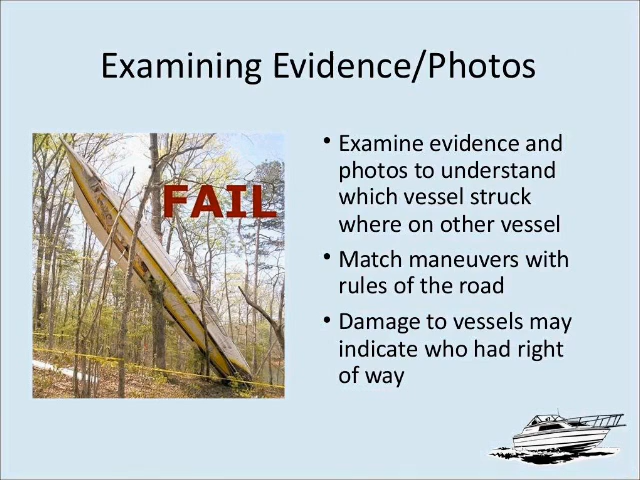 Examining Evidence/Photos
FAIL
• Examine evidence and
photos to understand
which vessel struck
where on other vessel
• Match maneuvers with
rules of the road
• Damage to vessels may
indicate who had right
of way